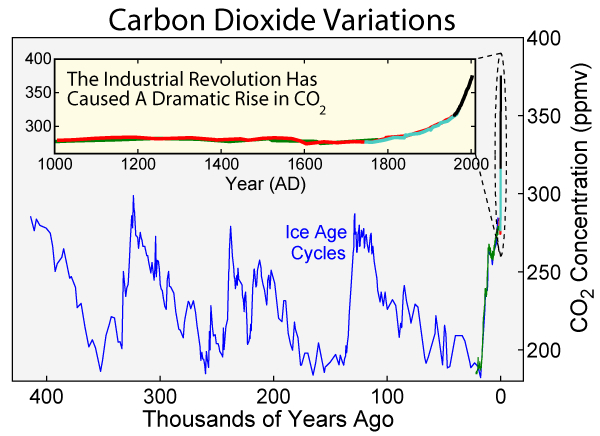 Carbon Dioxide Variations
The Industrial Revolution Has
Caused A Dramatic Rise in CO₂
400
350
300
1000
1200
1400
1600
1800
2000
Year (AD)
Ice Age
Cycles
400
350
300
250
200
CO₂ Concentration (ppmv)
400
300
200
100
0
Thousands of Years Ago